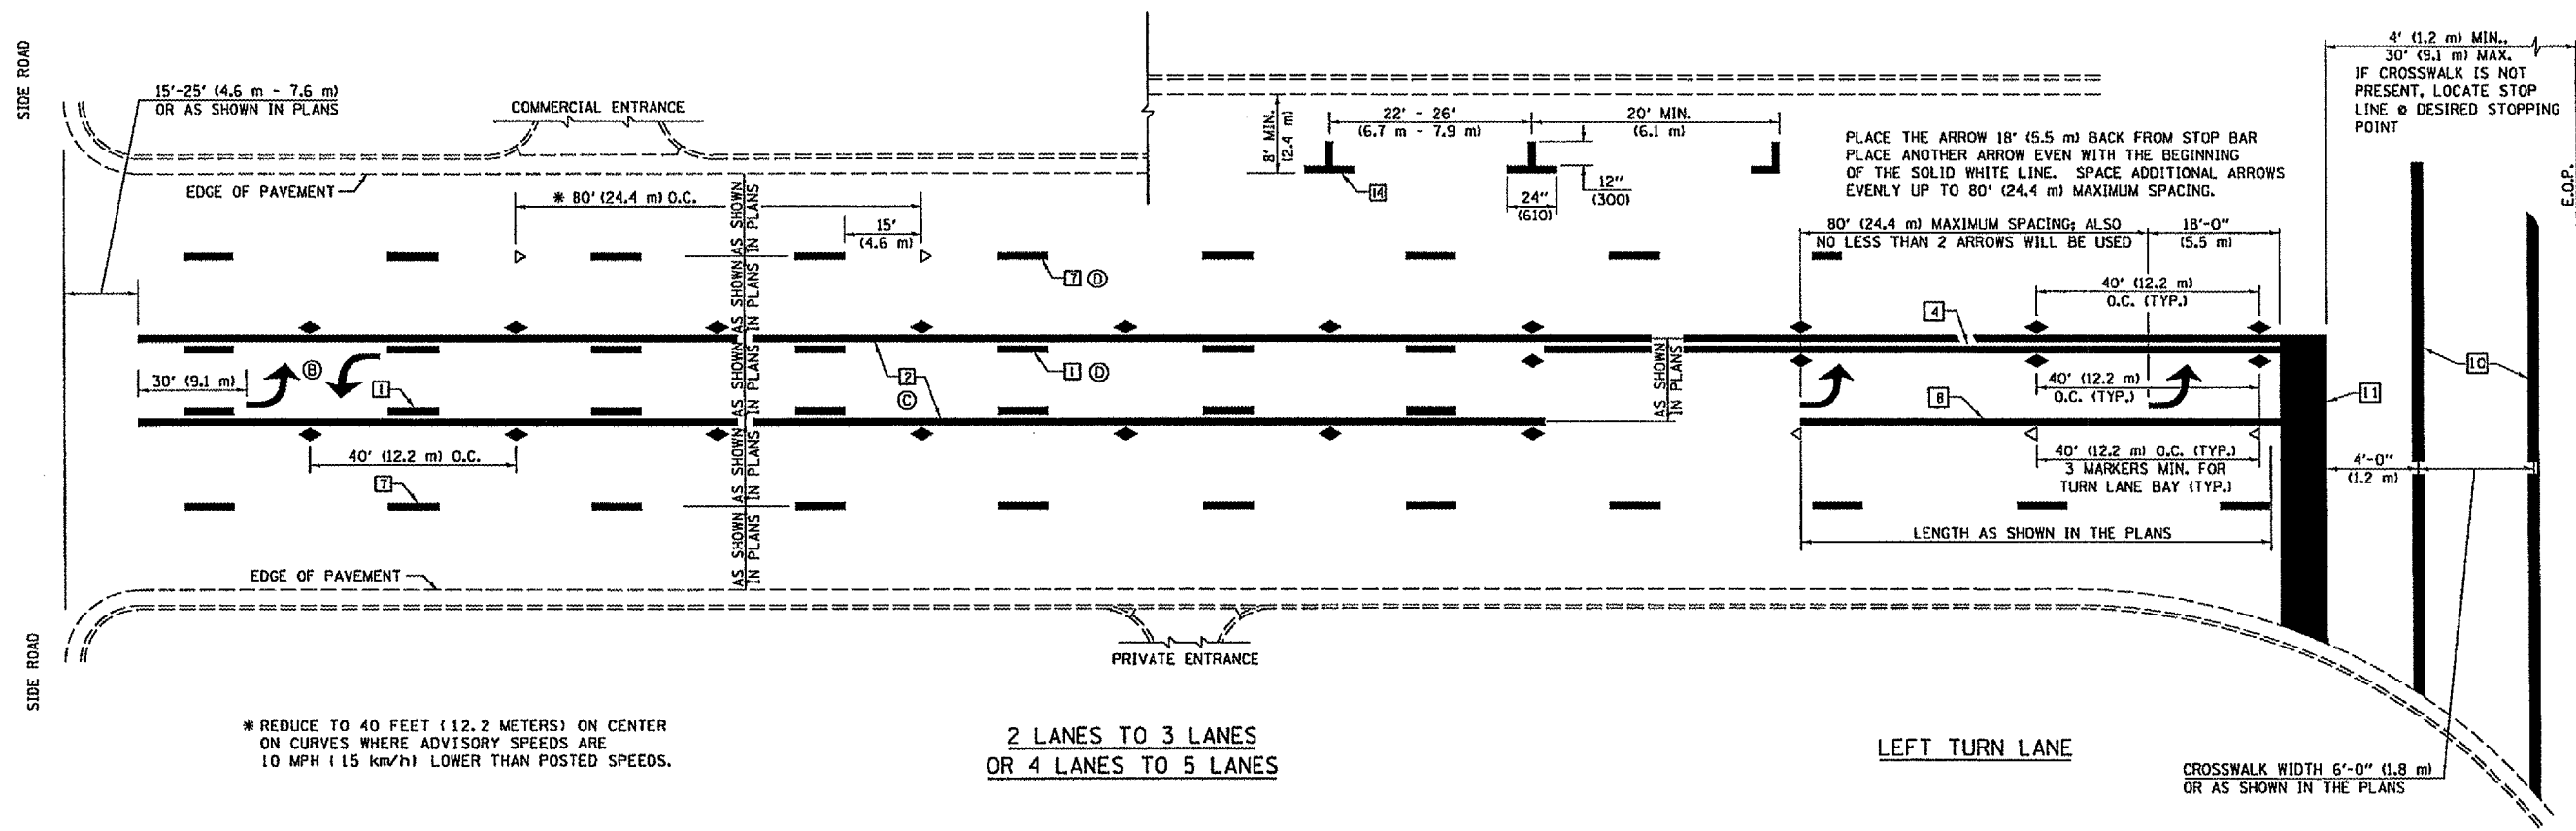 SIDE ROAD
15'-25' (4.6 m - 7.6 m)
OR AS SHOWN IN PLANS
COMMERCIAL ENTRANCE
EDGE OF PAVEMENT
* 80' (24.4 m) O.C.
15'
(4.6 m)
8' MIN.
(2.4 m)
22' - 26'
(6.7 m - 7.9 m)
20' MIN.
(6.1 m)
14
24"
(610)
12"
(300)
PLACE THE ARROW 18' (5.5 m) BACK FROM STOP BAR
PLACE ANOTHER ARROW EVEN WITH THE BEGINNING
OF THE SOLID WHITE LINE. SPACE ADDITIONAL ARROWS
EVENLY UP TO 80' (24.4 m) MAXIMUM SPACING.
4' (1.2 m) MIN.,
30' (9.1 m) MAX.
IF CROSSWALK IS NOT
PRESENT, LOCATE STOP
LINE @ DESIRED STOPPING
POINT
E.O.P.
80' (24.4 m) MAXIMUM SPACING; ALSO
NO LESS THAN 2 ARROWS WILL BE USED
18'-0"
(5.5 m)
AS SHOWN
IN PLANS
AS SHOWN
IN PLANS
AS SHOWN
IN PLANS
AS SHOWN
IN PLANS
AS SHOWN
IN PLANS
7 D
40' (12.2 m)
O.C. (TYP.)
4
30' (9.1 m)
B
1
2
C
1 D
AS SHOWN
IN PLANS
40' (12.2 m)
O.C. (TYP.)
8
10
11
40' (12.2 m) O.C.
7
40' (12.2 m) O.C. (TYP.)
3 MARKERS MIN. FOR
TURN LANE BAY (TYP.)
4'-0"
(1.2 m)
LENGTH AS SHOWN IN THE PLANS
EDGE OF PAVEMENT
SIDE ROAD
PRIVATE ENTRANCE
* REDUCE TO 40 FEET (12.2 METERS) ON CENTER
ON CURVES WHERE ADVISORY SPEEDS ARE
10 MPH (15 km/h) LOWER THAN POSTED SPEEDS.
2 LANES TO 3 LANES
OR 4 LANES TO 5 LANES
LEFT TURN LANE
CROSSWALK WIDTH 6'-0" (1.8 m)
OR AS SHOWN IN THE PLANS